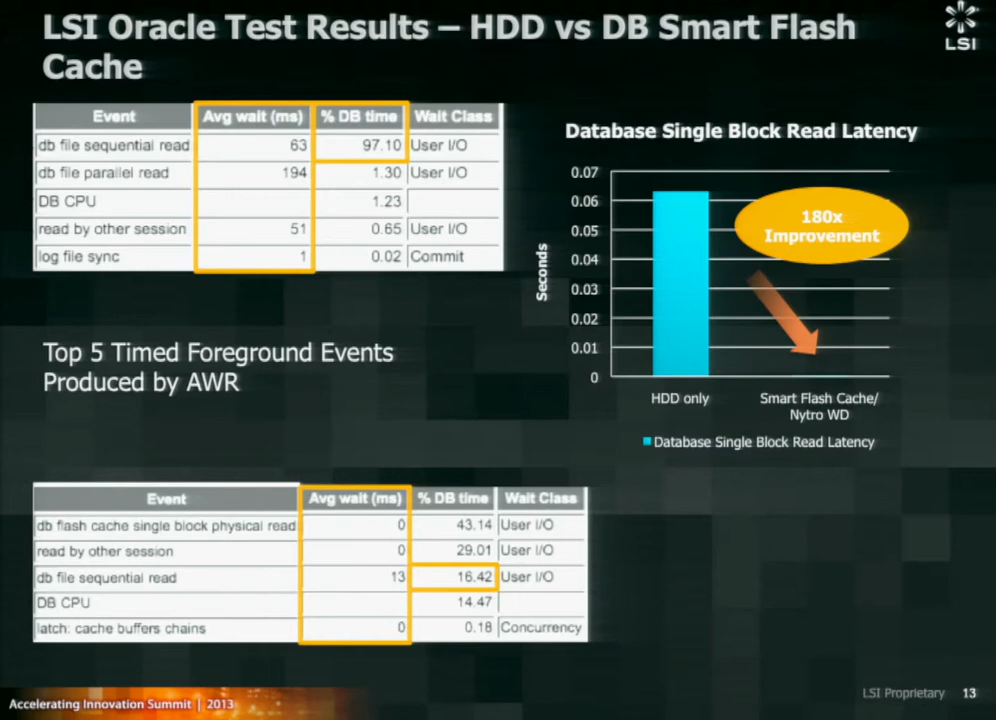 LSI Oracle Test Results – HDD vs DB Smart Flash
Cache
LSI
Event Avg wait (ms) % DB time Wait Class
db file sequential read 63 97.10 User I/O
db file parallel read 194 1.30 User I/O
DB CPU 1.23
read by other session 51 0.65 User I/O
log file sync 1 0.02 Commit
Database Single Block Read Latency
0.07
0.06
0.05
0.04
0.03
0.02
0.01
0
Seconds
180x
Improvement
HDD only
Smart Flash Cache/
Nytro WD
Database Single Block Read Latency
Top 5 Timed Foreground Events
Produced by AWR
Event Avg wait (ms) % DB time Wait Class
db flash cache single block physical read 0 43.14 User I/O
read by other session 0 29.01 User I/O
db file sequential read 13 16.42 User I/O
DB CPU 14.47
latch: cache buffers chains 0 0.18 Concurrency
Accelerating Innovation Summit | 2013
LSI Proprietary 13